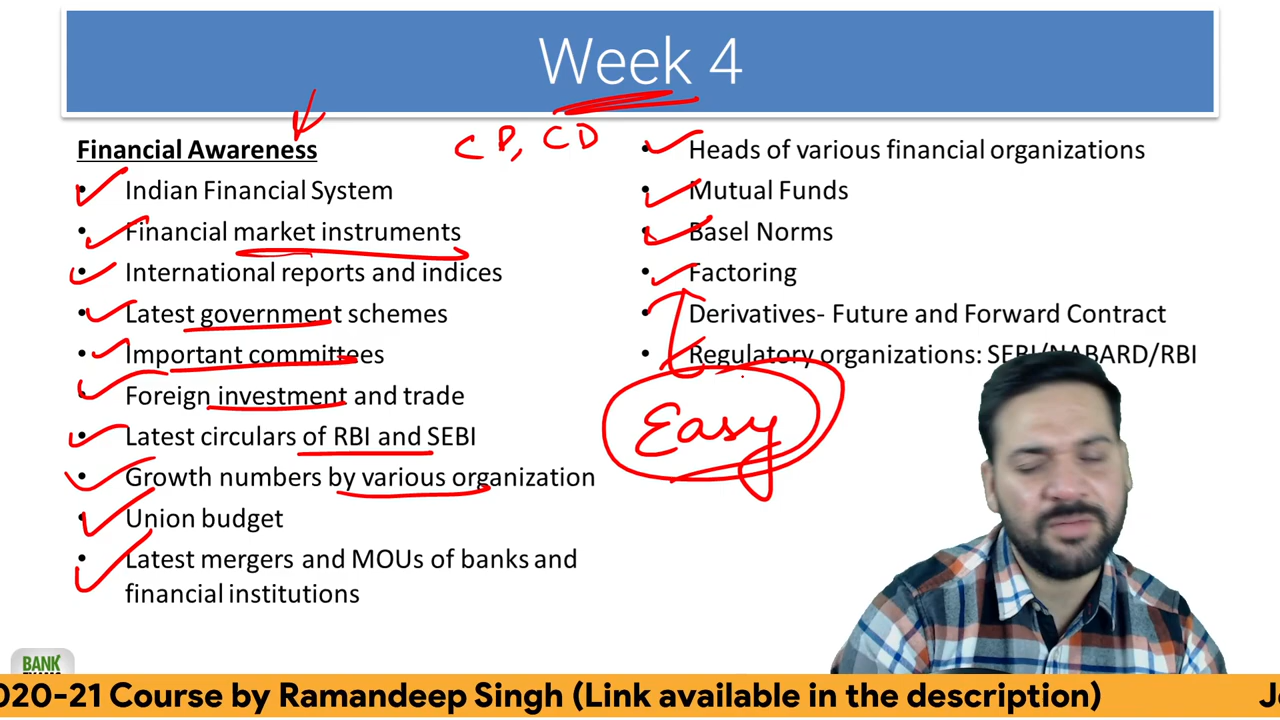 Week 4
CP, CD
Financial Awareness
• Indian Financial System
• Financial market instruments
• International reports and indices
• Latest government schemes
• Important committees
• Foreign investment and trade
• Latest circulars of RBI and SEBI
• Growth numbers by various organization
• Union budget
• Latest mergers and MOUs of banks and
financial institutions
• Heads of various financial organizations
• Mutual Funds
• Basel Norms
• Factoring
• Derivatives- Future and Forward Contract
• Regulatory organizations: SEBI/NABARD/RBI
Easy
BANK
020-21 Course by Ramandeep Singh (Link available in the description)